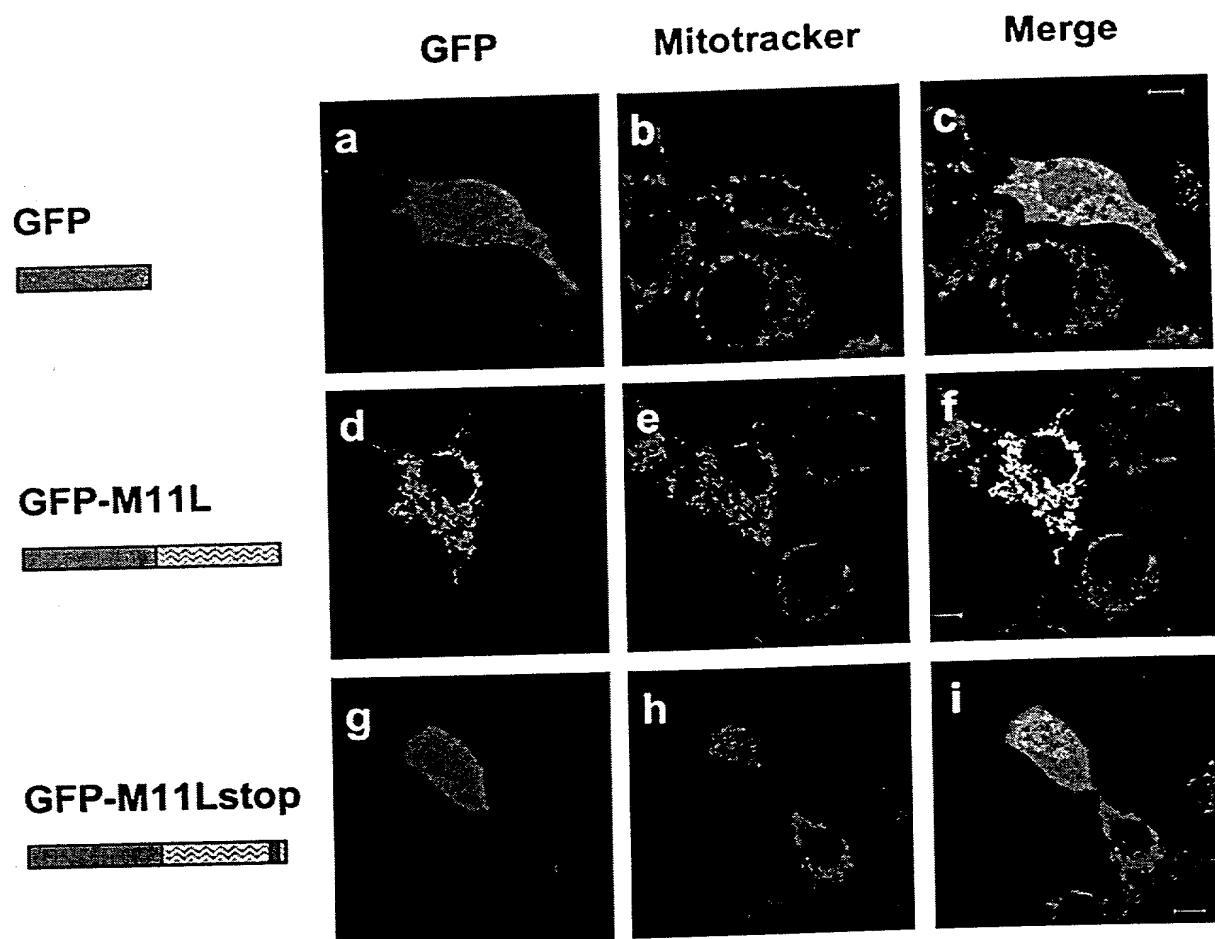 GFP Mitotracker Merge
GFP
a b c
GFP-M11L
d e f
GFP-M11Lstop
g h i